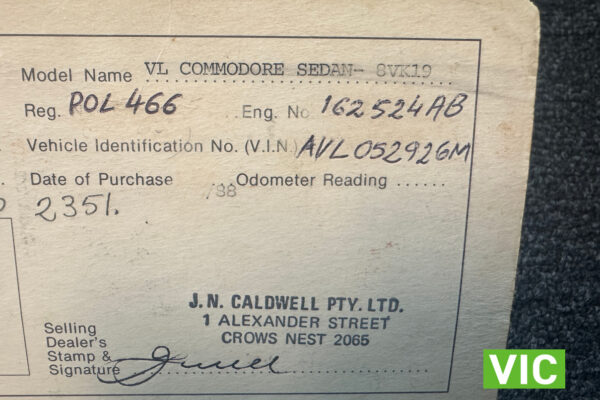 Model Name VL COMMODORE SEDAN- 8VK19
Reg. POL 466 Eng. No 162524AB
Vehicle Identification No. (V.I.N.) AVL052926M
Date of Purchase /88 Odometer Reading ......
2351.
J.N. CALDWELL PTY. LTD.
1 ALEXANDER STREET
CROWS NEST 2065
Selling
Dealer's
Stamp &
Signature
VIC